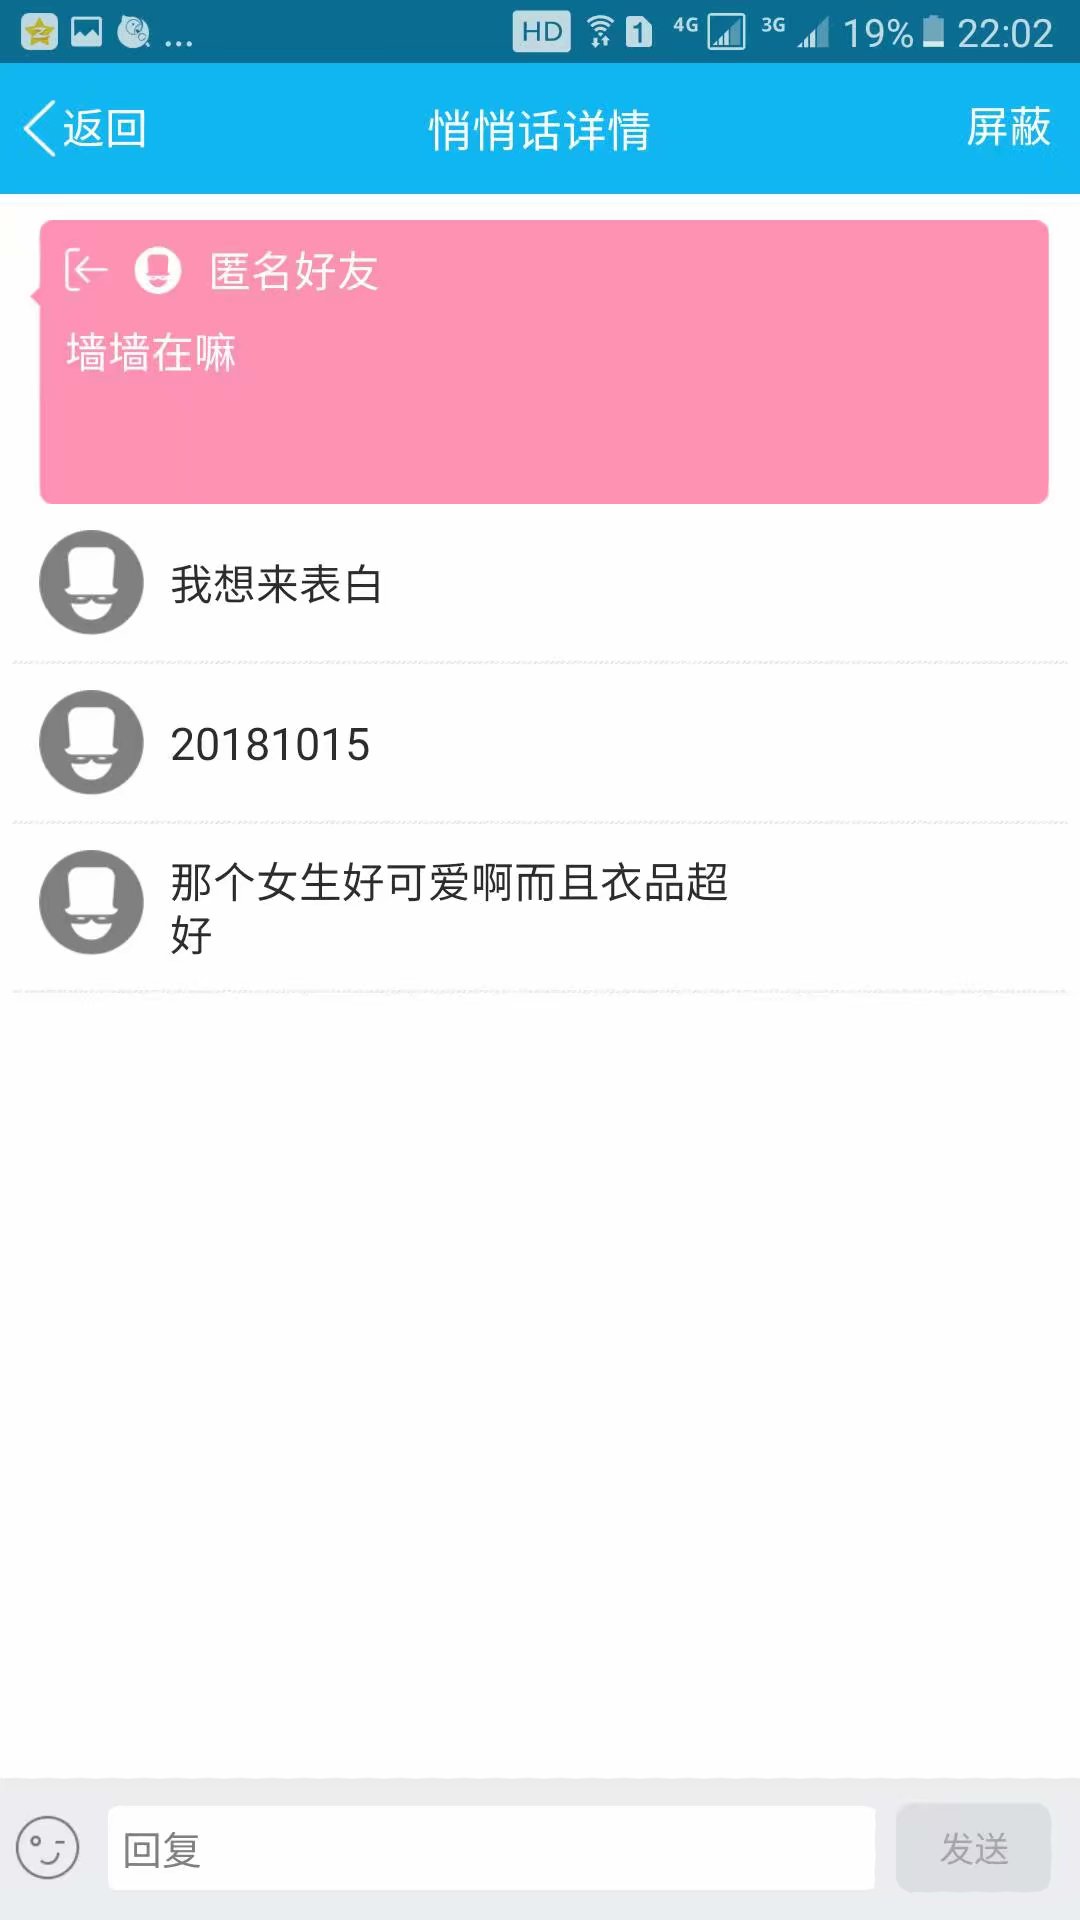 ... HD 1 4G 3G 19% 22:02
返回 悄悄话详情 屏蔽
匿名好友
墙墙在嘛
我想来表白
20181015
那个女生好可爱啊而且衣品超
好
回复 发送